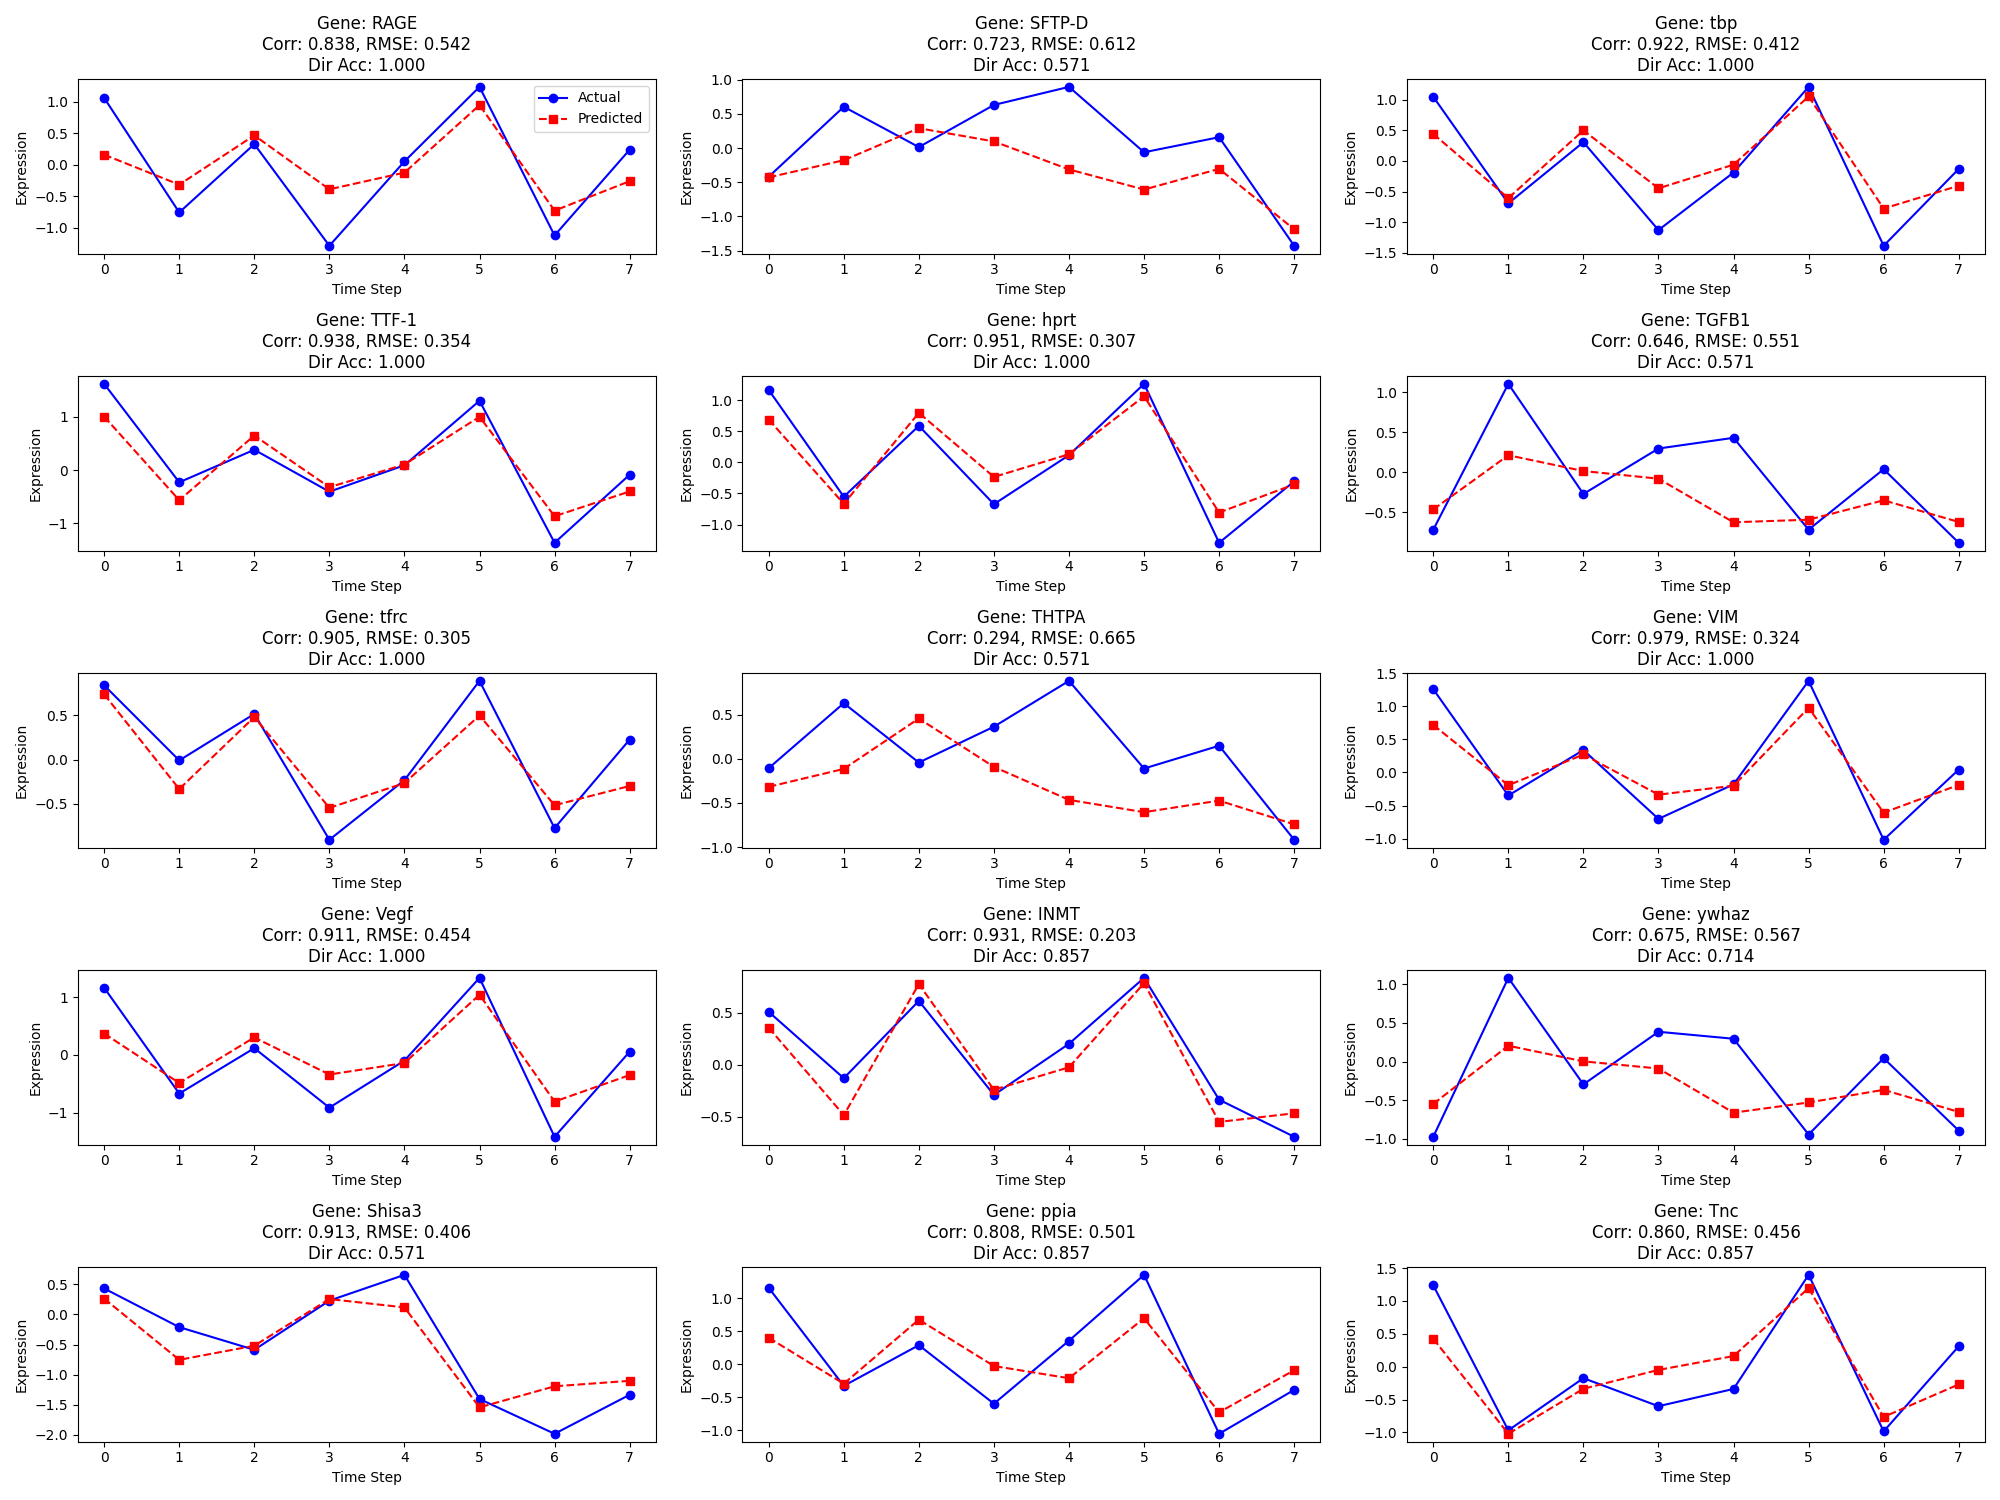 Gene: RAGE
Corr: 0.838, RMSE: 0.542
Dir Acc: 1.000
1.0
0.5
0.0
−0.5
−1.0
Expression
Actual
Predicted
0 1 2 3 4 5 6 7
Time Step
Gene: SFTP-D
Corr: 0.723, RMSE: 0.612
Dir Acc: 0.571
1.0
0.5
0.0
−0.5
−1.0
−1.5
Expression
0 1 2 3 4 5 6 7
Time Step
Gene: tbp
Corr: 0.922, RMSE: 0.412
Dir Acc: 1.000
1.0
0.5
0.0
−0.5
−1.0
−1.5
Expression
0 1 2 3 4 5 6 7
Time Step
Gene: TTF-1
Corr: 0.938, RMSE: 0.354
Dir Acc: 1.000
1
0
−1
Expression
0 1 2 3 4 5 6 7
Time Step
Gene: hprt
Corr: 0.951, RMSE: 0.307
Dir Acc: 1.000
1.0
0.5
0.0
−0.5
−1.0
Expression
0 1 2 3 4 5 6 7
Time Step
Gene: TGFB1
Corr: 0.646, RMSE: 0.551
Dir Acc: 0.571
1.0
0.5
0.0
−0.5
Expression
0 1 2 3 4 5 6 7
Time Step
Gene: tfrc
Corr: 0.905, RMSE: 0.305
Dir Acc: 1.000
0.5
0.0
−0.5
Expression
0 1 2 3 4 5 6 7
Time Step
Gene: THTPA
Corr: 0.294, RMSE: 0.665
Dir Acc: 0.571
0.5
0.0
−0.5
−1.0
Expression
0 1 2 3 4 5 6 7
Time Step
Gene: VIM
Corr: 0.979, RMSE: 0.324
Dir Acc: 1.000
1.5
1.0
0.5
0.0
−0.5
−1.0
Expression
0 1 2 3 4 5 6 7
Time Step
Gene: Vegf
Corr: 0.911, RMSE: 0.454
Dir Acc: 1.000
1
0
−1
Expression
0 1 2 3 4 5 6 7
Time Step
Gene: INMT
Corr: 0.931, RMSE: 0.203
Dir Acc: 0.857
0.5
0.0
−0.5
Expression
0 1 2 3 4 5 6 7
Time Step
Gene: ywhaz
Corr: 0.675, RMSE: 0.567
Dir Acc: 0.714
1.0
0.5
0.0
−0.5
−1.0
Expression
0 1 2 3 4 5 6 7
Time Step
Gene: Shisa3
Corr: 0.913, RMSE: 0.406
Dir Acc: 0.571
0.5
0.0
−0.5
−1.0
−1.5
−2.0
Expression
0 1 2 3 4 5 6 7
Time Step
Gene: ppia
Corr: 0.808, RMSE: 0.501
Dir Acc: 0.857
1.0
0.5
0.0
−0.5
−1.0
Expression
0 1 2 3 4 5 6 7
Time Step
Gene: Tnc
Corr: 0.860, RMSE: 0.456
Dir Acc: 0.857
1.5
1.0
0.5
0.0
−0.5
−1.0
Expression
0 1 2 3 4 5 6 7
Time Step